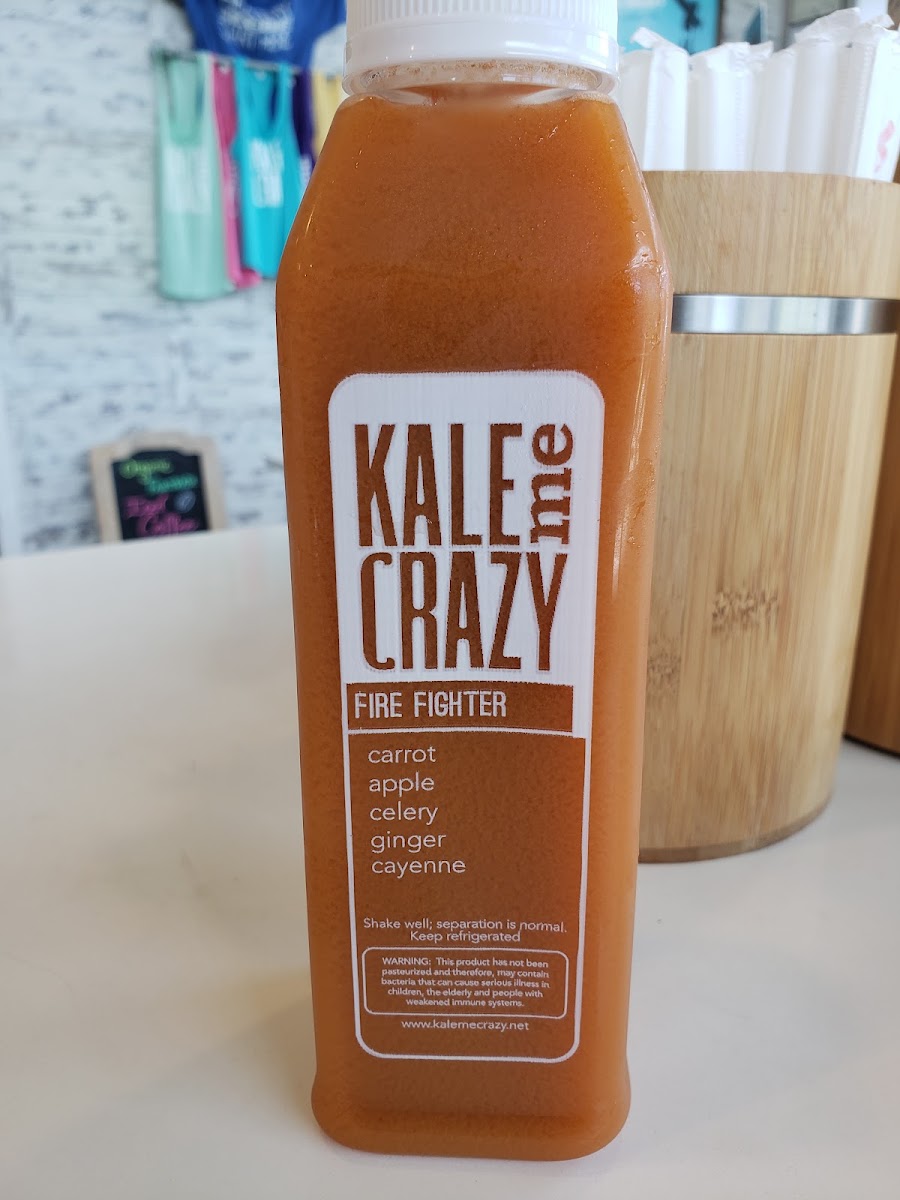 KALE me
CRAZY
FIRE FIGHTER
carrot
apple
celery
ginger
cayenne
Shake well; separation is normal.
Keep refrigerated
WARNING: This product has not been
pasteurized and therefore, may contain
bacteria that can cause serious illness in
children, the elderly and people with
weakened immune systems.
www.kalemecrazy.net